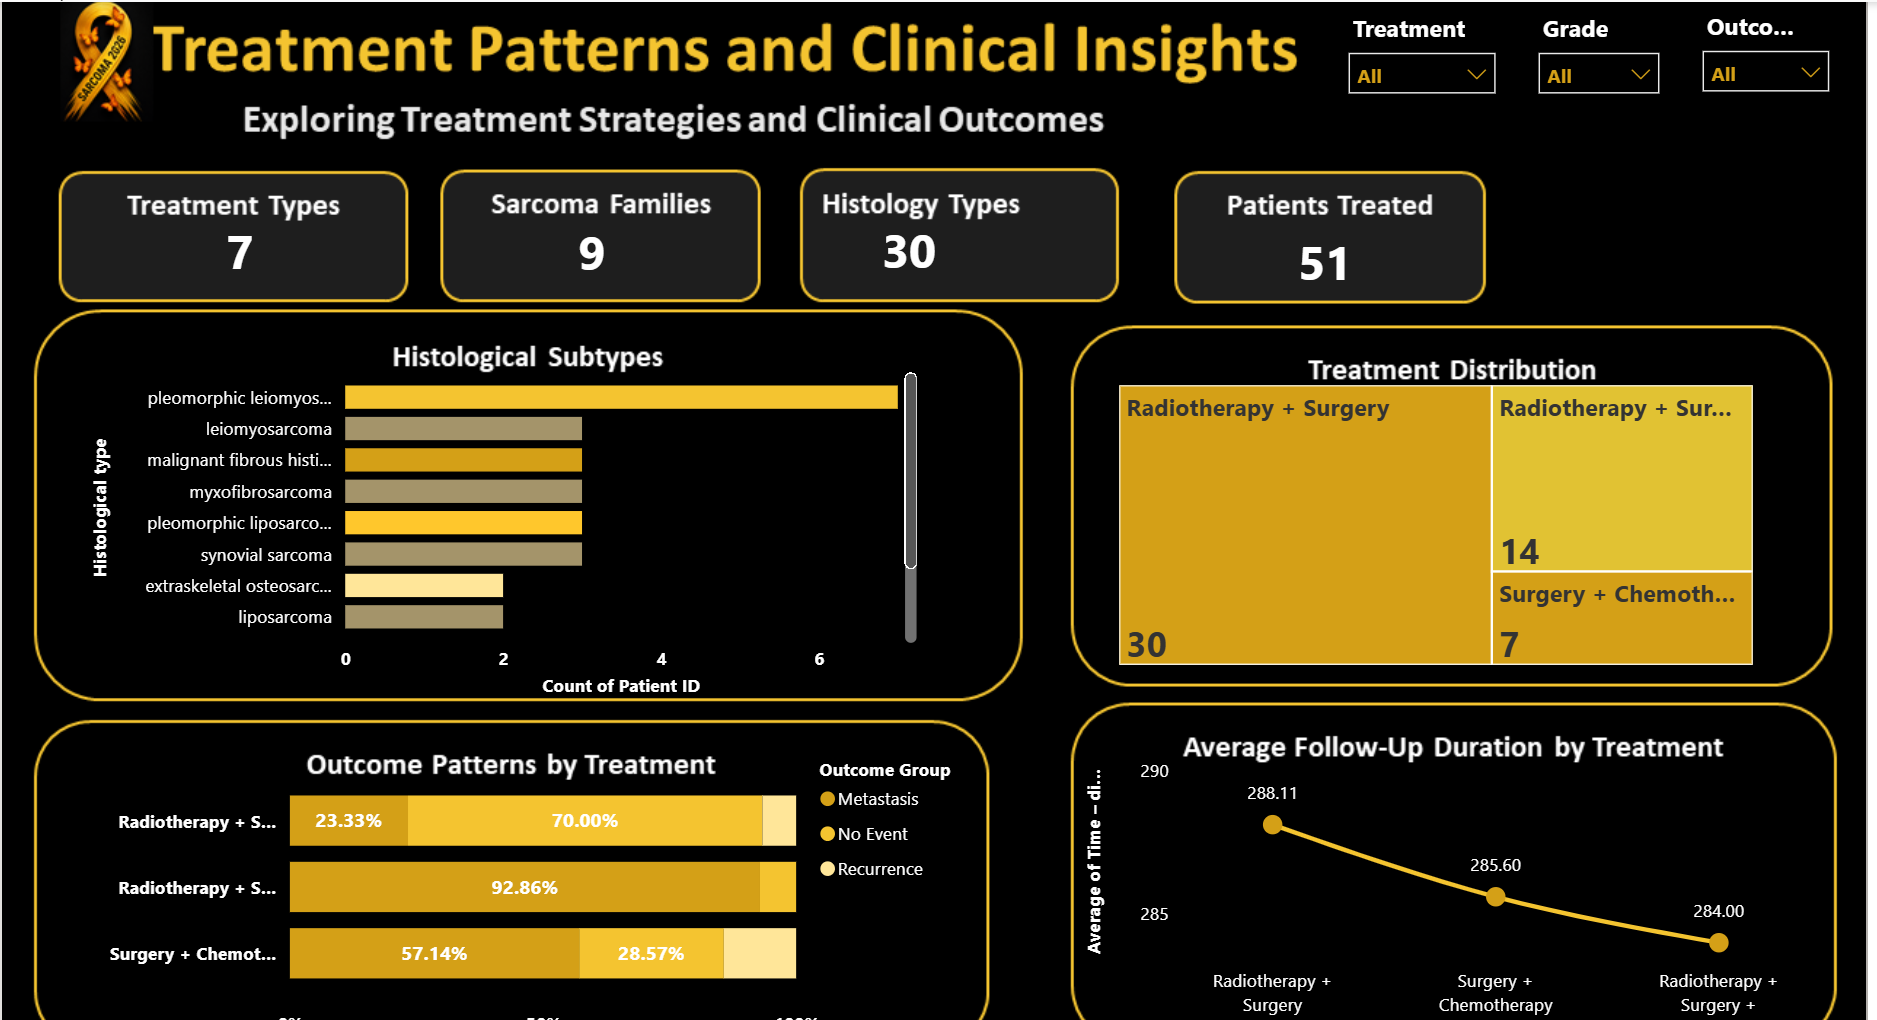 SARCOMA 2026
Treatment Patterns and Clinical Insights
Exploring Treatment Strategies and Clinical Outcomes
Treatment
All
Grade
All
Outco...
All
Treatment Types
7
Sarcoma Families
9
Histology Types
30
Patients Treated
51
Histological Subtypes
Histological type
pleomorphic leiomyos...
leiomyosarcoma
malignant fibrous histi...
myxofibrosarcoma
pleomorphic liposarco...
synovial sarcoma
extraskeletal osteosarc...
liposarcoma
0 2 4 6
Count of Patient ID
Treatment Distribution
Radiotherapy + Surgery
30
Radiotherapy + Sur...
14
Surgery + Chemoth...
7
Outcome Patterns by Treatment
Radiotherapy + S...
23.33% 70.00%
Radiotherapy + S...
92.86%
Surgery + Chemot...
57.14% 28.57%
Outcome Group
Metastasis
No Event
Recurrence
Average Follow-Up Duration by Treatment
Average of Time – di...
290
285
288.11
285.60
284.00
Radiotherapy +
Surgery
Surgery +
Chemotherapy
Radiotherapy +
Surgery +